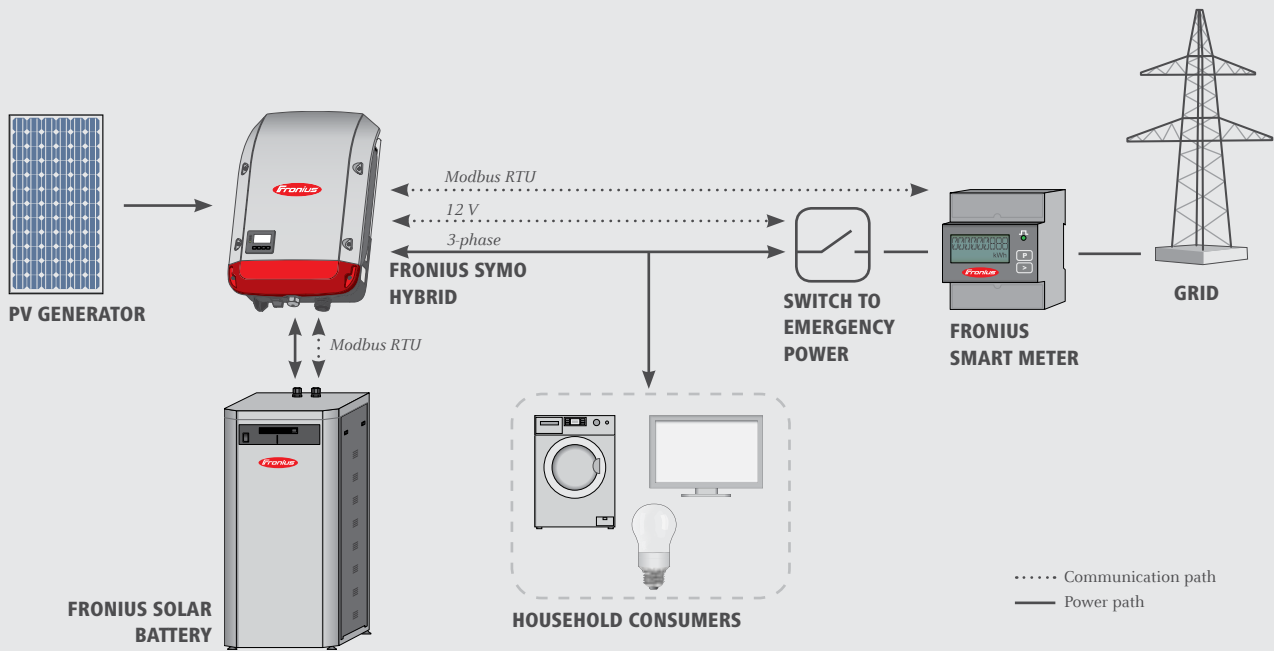 Modbus RTU
12 V
3-phase
Fronius
FRONIUS SYMO
HYBRID
PV GENERATOR
SWITCH TO
EMERGENCY
POWER
kWh
P
>
Fronius
FRONIUS
SMART METER
GRID
Modbus RTU
Fronius
FRONIUS SOLAR
BATTERY
HOUSEHOLD CONSUMERS
Communication path
Power path